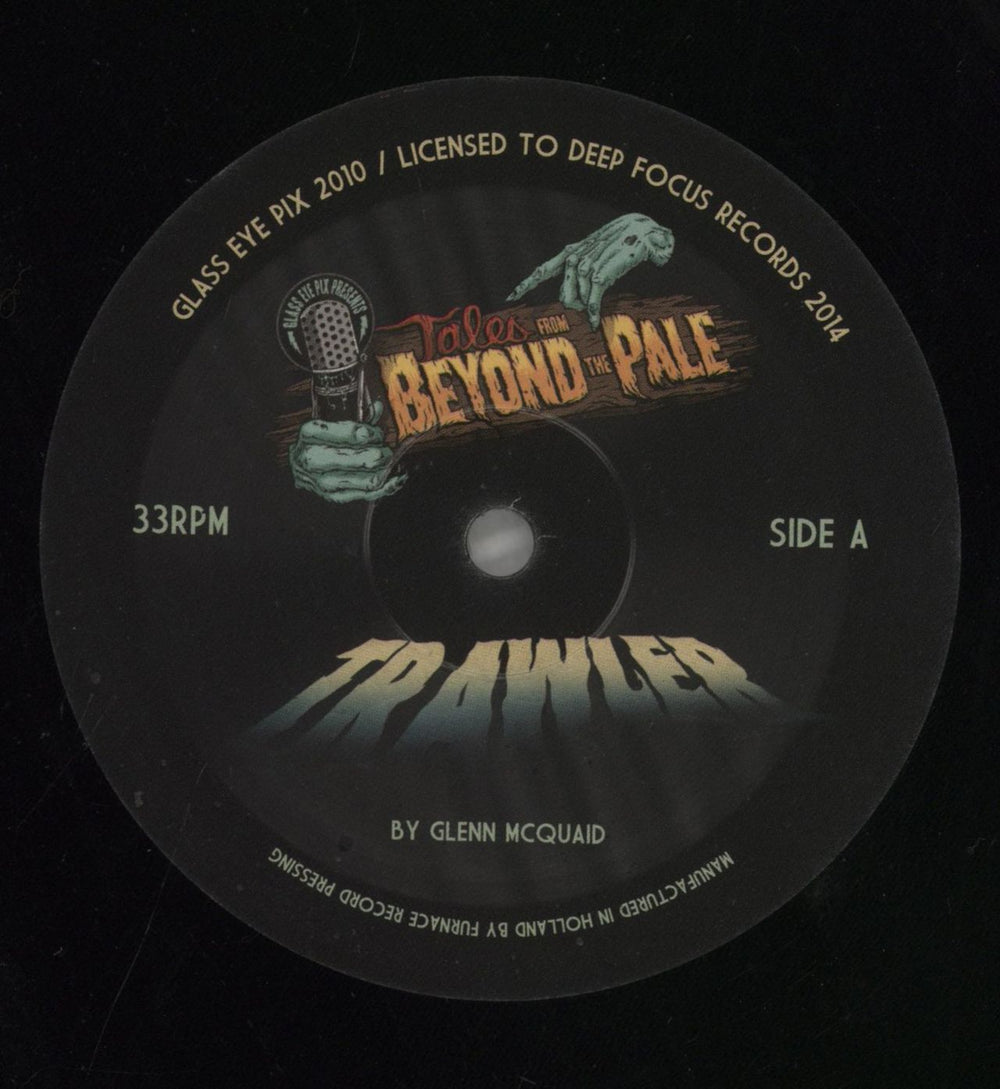 GLASS EYE PIX 2010 / LICENSED TO DEEP FOCUS RECORDS 2014
GLASS EYE PIX PRESENTS
Tales FROM
BEYOND THE PALE
33RPM
SIDE A
TRAWLER
BY GLENN MCQUAID
MANUFACTURED IN HOLLAND BY FURNACE RECORD PRESSING